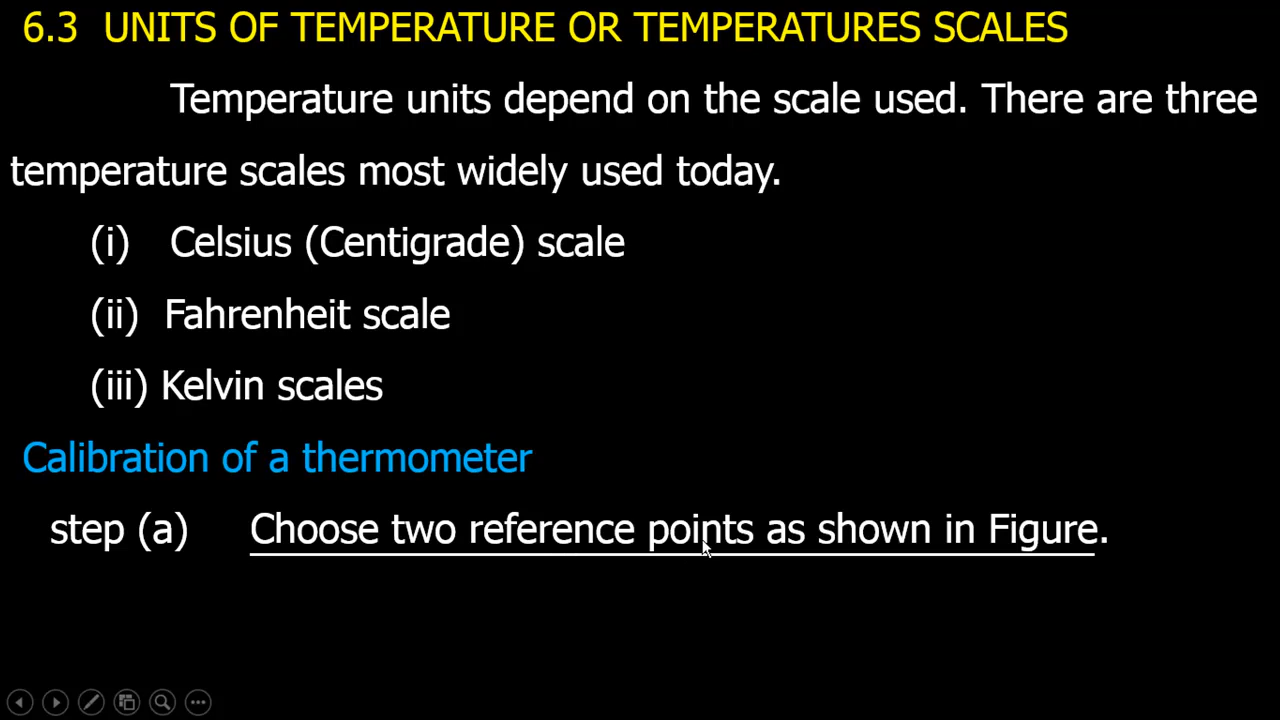 6.3 UNITS OF TEMPERATURE OR TEMPERATURES SCALES
Temperature units depend on the scale used. There are three
temperature scales most widely used today.
(i) Celsius (Centigrade) scale
(ii) Fahrenheit scale
(iii) Kelvin scales
Calibration of a thermometer
step (a) Choose two reference points as shown in Figure.